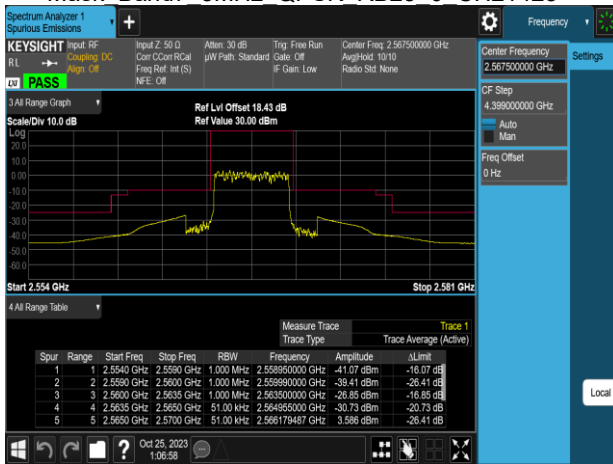 Spectrum Analyzer 1
Spurious Emissions
Frequency
KEYSIGHT Input: RF
RL
Coupling: DC
Align: Off
LXI PASS
Input Z: 50 Ω
Corr CCorr RCal
Freq Ref: Int (S)
NFE: Off
Atten: 30 dB
µW Path: Standard
Trig: Free Run
Gate: Off
IF Gain: Low
Center Freq: 2.567500000 GHz
Avg|Hold: 10/10
Radio Std: None
Center Frequency
2.567500000 GHz
Settings
CF Step
4.399000000 GHz
Auto
Man
Freq Offset
0 Hz
3 All Range Graph
Scale/Div 10.0 dB
Ref Lvl Offset 18.43 dB
Ref Value 30.00 dBm
Log
20.0
10.0
0.00
-10.0
-20.0
-30.0
-40.0
-50.0
-60.0
Start 2.554 GHz
Stop 2.581 GHz
4 All Range Table
Measure Trace Trace 1
Trace Type Trace Average (Active)
Spur Range Start Freq Stop Freq RBW Frequency Amplitude ΔLimit
1 1 2.5540 GHz 2.5590 GHz 1.000 MHz 2.558950000 GHz -41.07 dBm -16.07 dB
2 2 2.5590 GHz 2.5600 GHz 1.000 MHz 2.559990000 GHz -39.41 dBm -26.41 dB
3 3 2.5600 GHz 2.5635 GHz 1.000 MHz 2.563500000 GHz -26.85 dBm -16.85 dB
4 4 2.5635 GHz 2.5650 GHz 51.00 kHz 2.564955000 GHz -30.73 dBm -20.73 dB
5 5 2.5650 GHz 2.5700 GHz 51.00 kHz 2.566179487 GHz 3.586 dBm -26.41 dB
Local
Oct 25, 2023
1:06:58